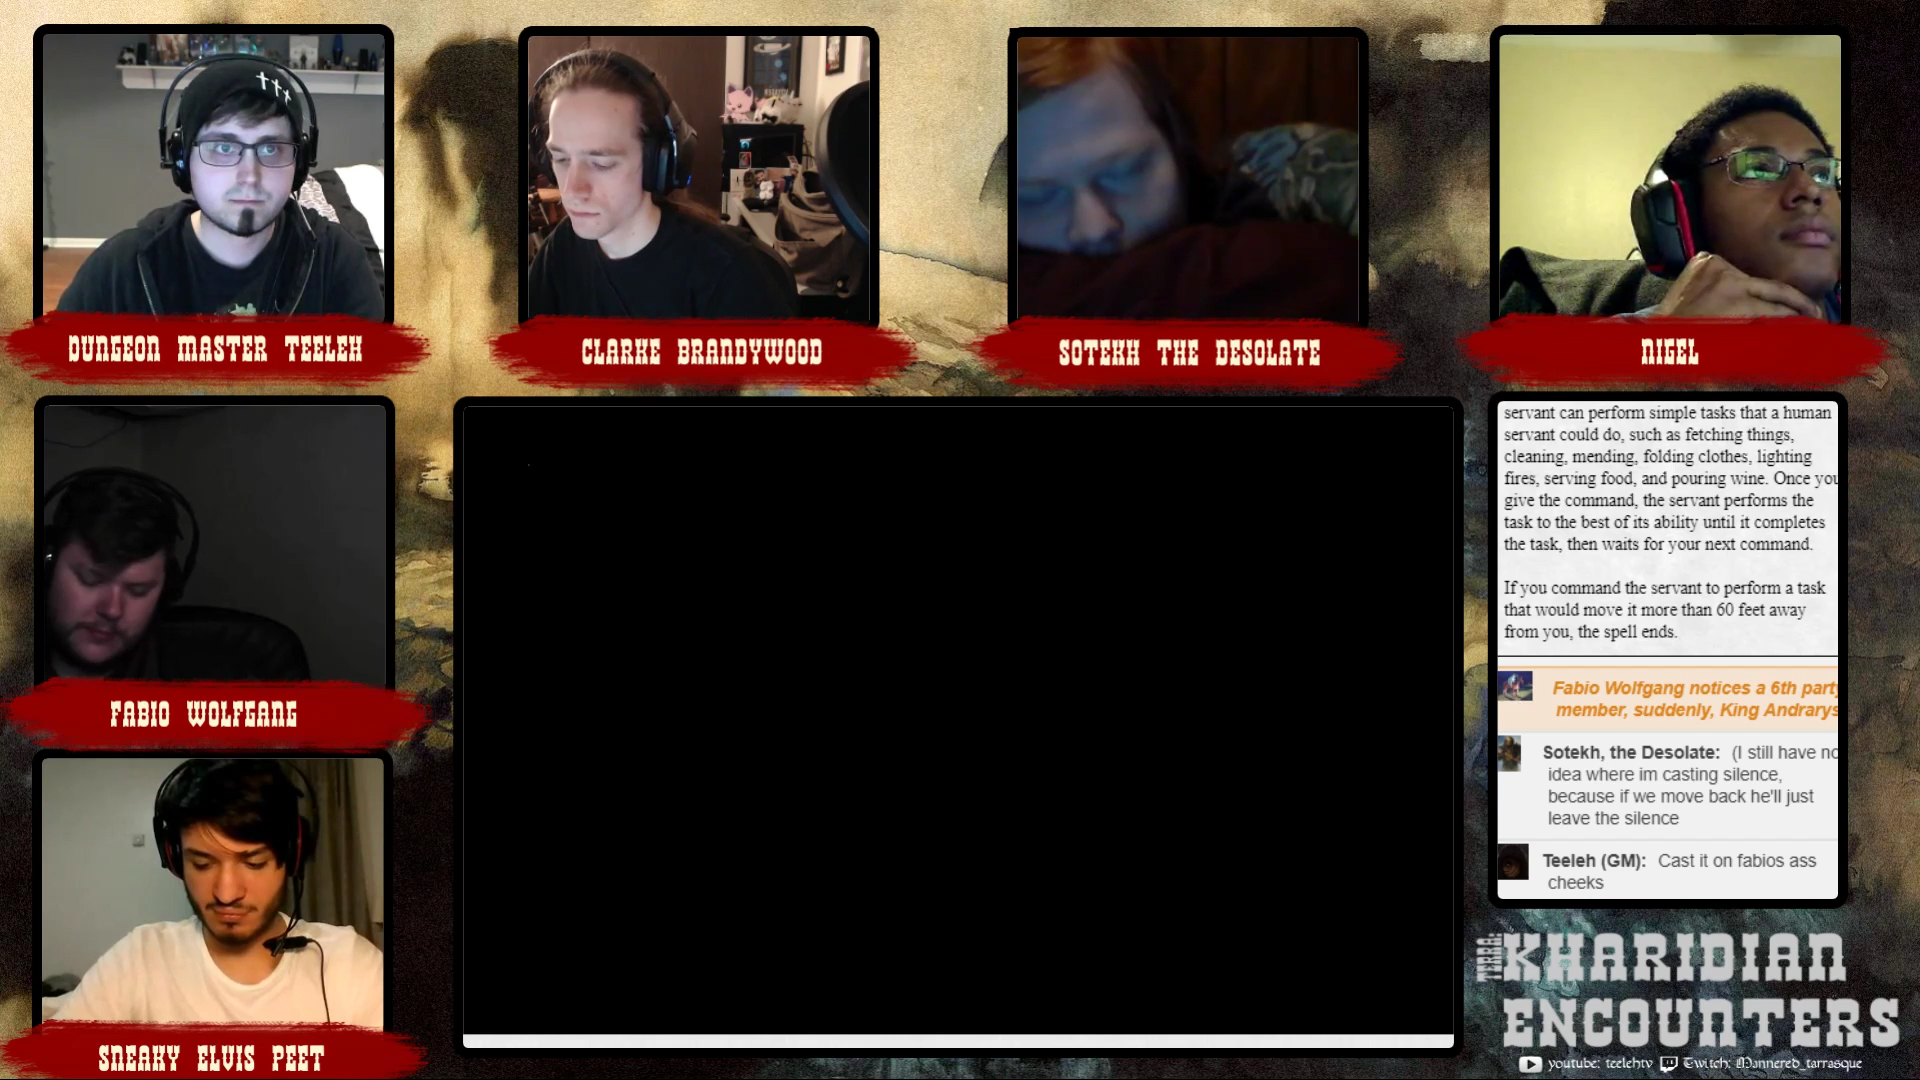 DUNGEON MASTER TEELEH
CLARKE BRANDYWOOD
SOTEKH THE DESOLATE
NIGEL
FABIO WOLFGANG
SNEAKY ELVIS PEET
servant can perform simple tasks that a human
servant could do, such as fetching things,
cleaning, mending, folding clothes, lighting
fires, serving food, and pouring wine. Once you
give the command, the servant performs the
task to the best of its ability until it completes
the task, then waits for your next command.
If you command the servant to perform a task
that would move it more than 60 feet away
from you, the spell ends.
Fabio Wolfgang notices a 6th party
member, suddenly, King Andrarys
Sotekh, the Desolate: (I still have no
idea where im casting silence,
because if we move back he'll just
leave the silence
Teeleh (GM): Cast it on fabios ass
cheeks
TERRA:
KHARIDIAN
ENCOUNTERS
youtube: teelehtv Twitch: Mannered_tarrasque